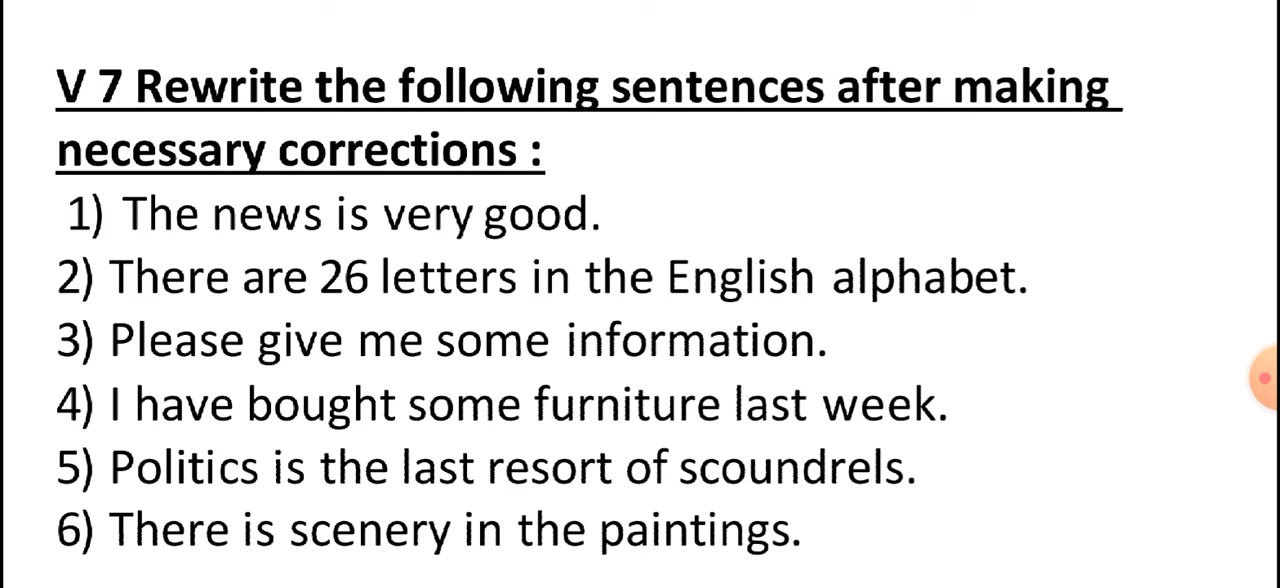 V 7 Rewrite the following sentences after making
necessary corrections :
1) The news is very good.
2) There are 26 letters in the English alphabet.
3) Please give me some information.
4) I have bought some furniture last week.
5) Politics is the last resort of scoundrels.
6) There is scenery in the paintings.